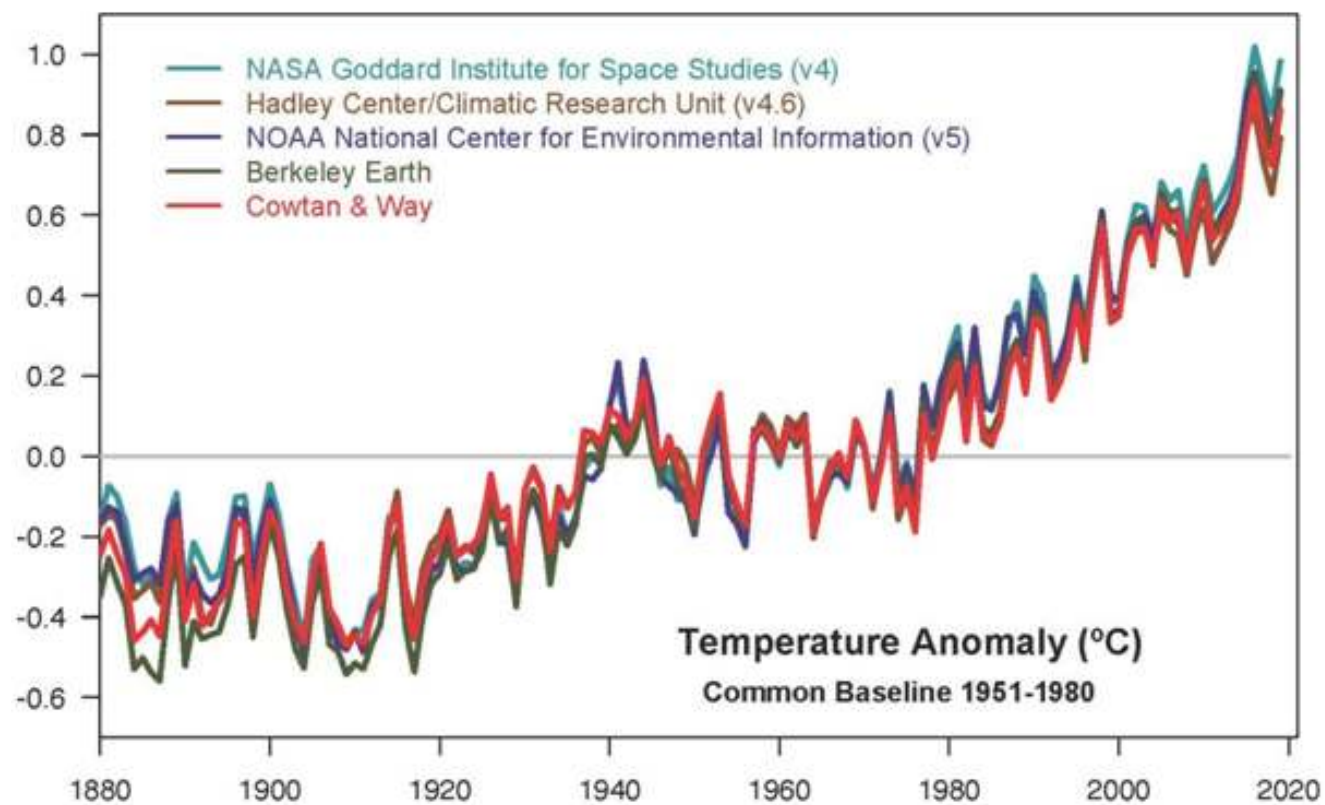 1.0
0.8
0.6
0.4
0.2
0.0
-0.2
-0.4
-0.6
NASA Goddard Institute for Space Studies (v4)
Hadley Center/Climatic Research Unit (v4.6)
NOAA National Center for Environmental Information (v5)
Berkeley Earth
Cowtan & Way
Temperature Anomaly (ºC)
Common Baseline 1951-1980
1880 1900 1920 1940 1960 1980 2000 2020